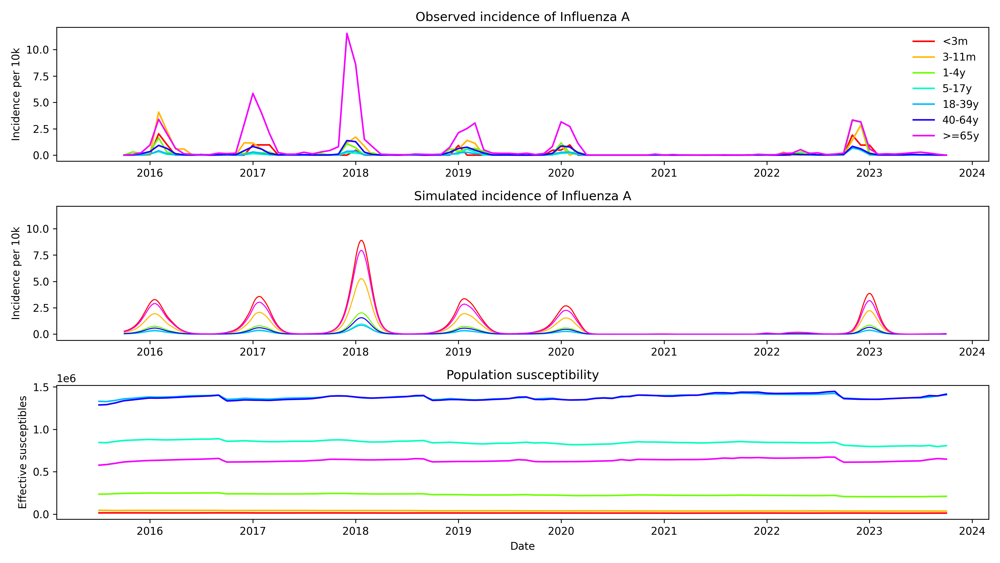 Observed incidence of Influenza A
Incidence per 10k
10.0
7.5
5.0
2.5
0.0
<3m
3-11m
1-4y
5-17y
18-39y
40-64y
>=65y
2016 2017 2018 2019 2020 2021 2022 2023 2024
Simulated incidence of Influenza A
Incidence per 10k
10.0
7.5
5.0
2.5
0.0
2016 2017 2018 2019 2020 2021 2022 2023 2024
Population susceptibility
1e6
Effective susceptibles
1.5
1.0
0.5
0.0
2016 2017 2018 2019 2020 2021 2022 2023 2024
Date